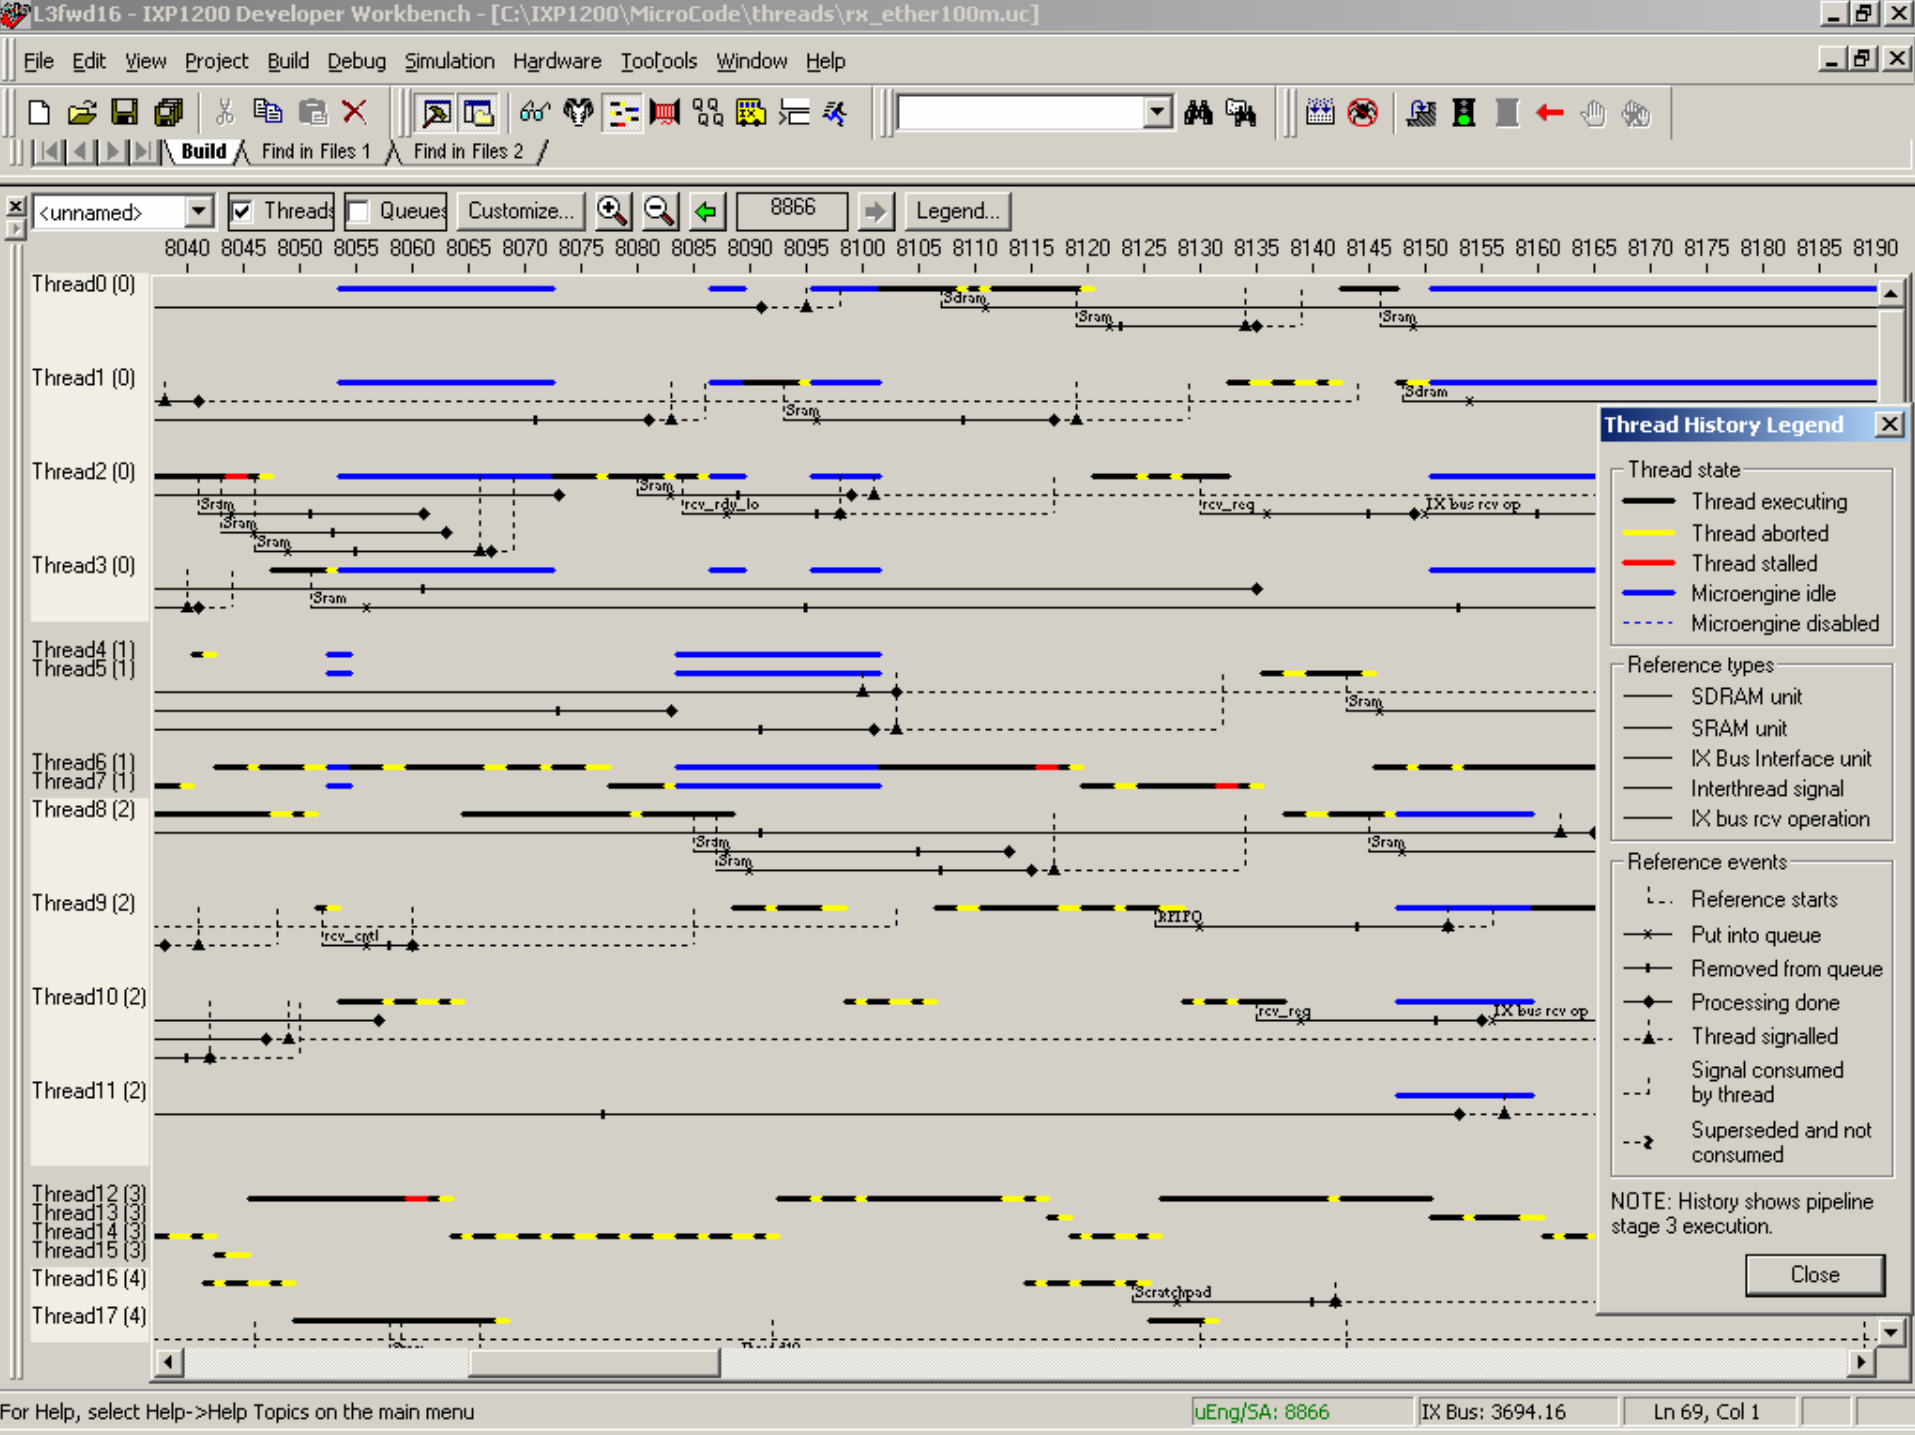 L3fwd16 - IXP1200 Developer Workbench - [C:\IXP1200\MicroCode\threads\rx_ether100m.uc]
File Edit View Project Build Debug Simulation Hardware Window Help
Build Find in Files 1 Find in Files 2
<unnamed> Threads Queues Customize... 8866 Legend...
8040 8045 8050 8055 8060 8065 8070 8075 8080 8085 8090 8095 8100 8105 8110 8115 8120 8125 8130 8135 8140 8145 8150 8155 8160 8165 8170 8175 8180 8185 8190
Thread0 (0)
Sdram
Sram Sram
Thread1 (0)
Sdram
Sram
Thread2 (0)
Sram
Sram rcv_rdy_lo rcv_req IX bus rcv op
Sram
Sram
Thread3 (0)
Sram
Thread4 (1)
Thread5 (1)
Sram
Thread6 (1)
Thread7 (1)
Thread8 (2)
Sram Sram
Sram
Thread9 (2)
RFIFO
rcv_cntl
Thread10 (2)
rcv_req IX bus rcv op
Thread11 (2)
Thread12 (3)
Thread13 (3)
Thread14 (3)
Thread15 (3)
Thread16 (4)
Scratchpad
Thread17 (4)
Thread History Legend
Thread state
Thread executing
Thread aborted
Thread stalled
Microengine idle
Microengine disabled
Reference types
SDRAM unit
SRAM unit
IX Bus Interface unit
Interthread signal
IX bus rcv operation
Reference events
Reference starts
Put into queue
Removed from queue
Processing done
Thread signalled
Signal consumed
by thread
Superseded and not
consumed
NOTE: History shows pipeline
stage 3 execution.
Close
For Help, select Help->Help Topics on the main menu uEng/SA: 8866 IX Bus: 3694.16 Ln 69, Col 1